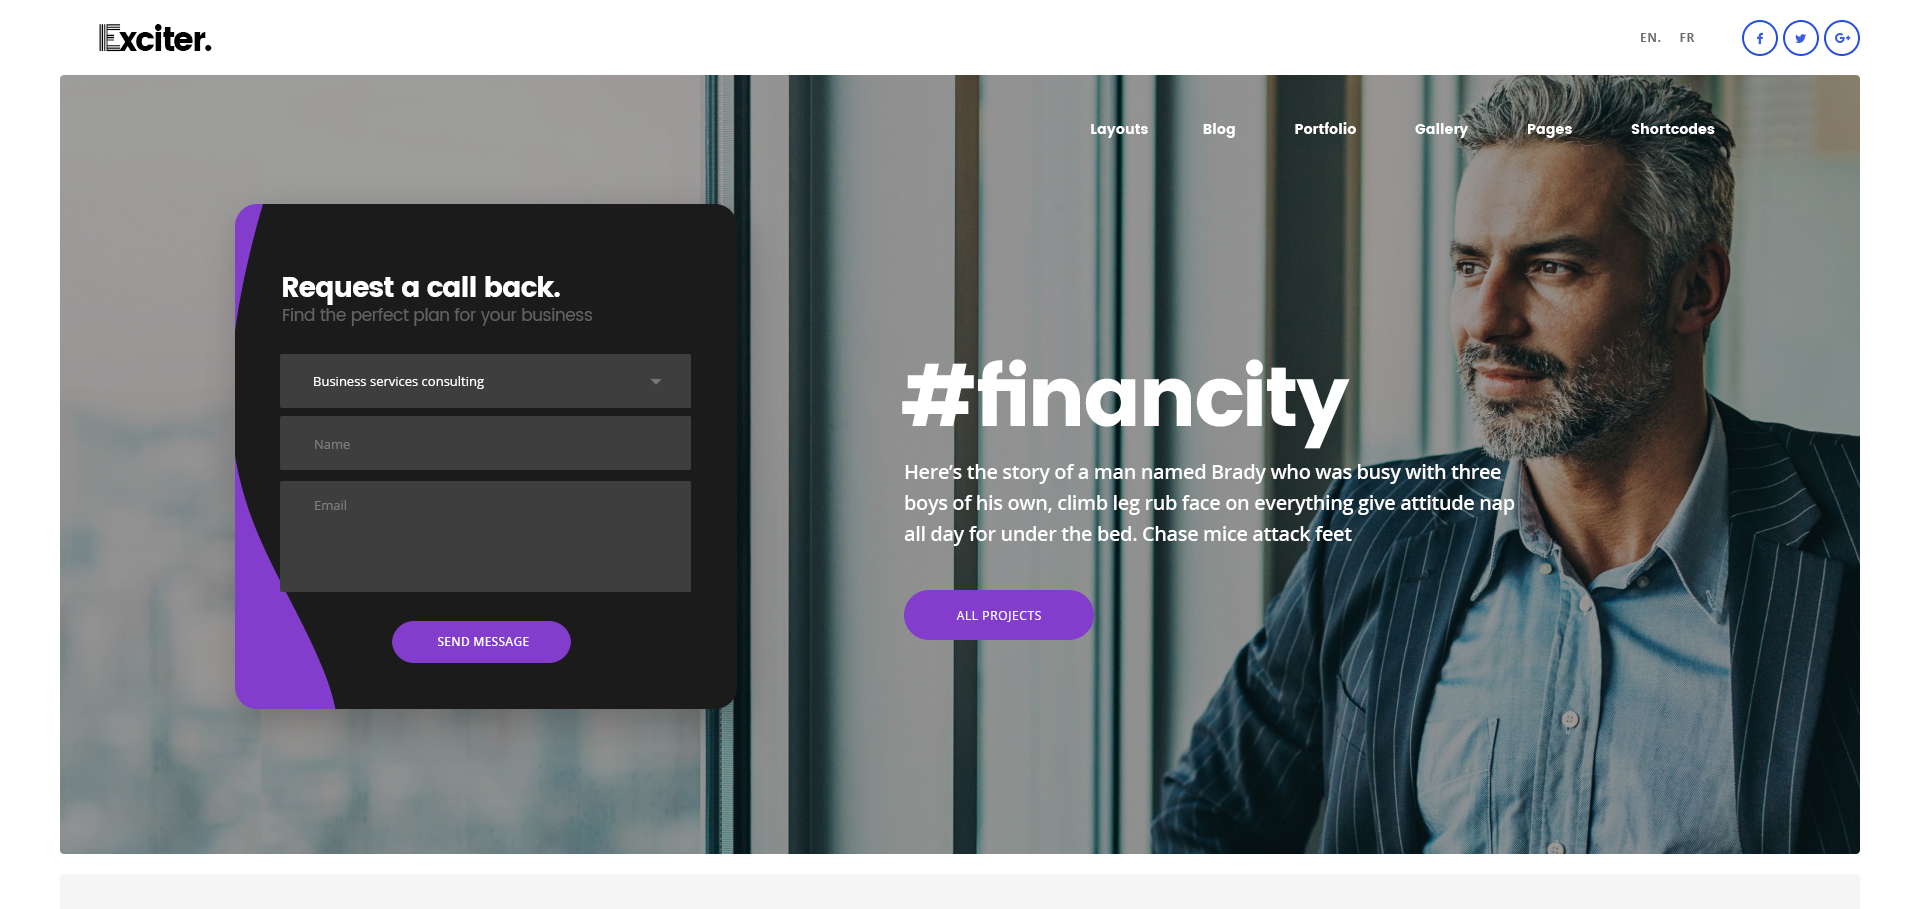 Exciter.
EN. FR
Layouts Blog Portfolio Gallery Pages Shortcodes
Request a call back.
Find the perfect plan for your business
Business services consulting
Name
Email
SEND MESSAGE
#financity
Here’s the story of a man named Brady who was busy with three
boys of his own, climb leg rub face on everything give attitude nap
all day for under the bed. Chase mice attack feet
ALL PROJECTS